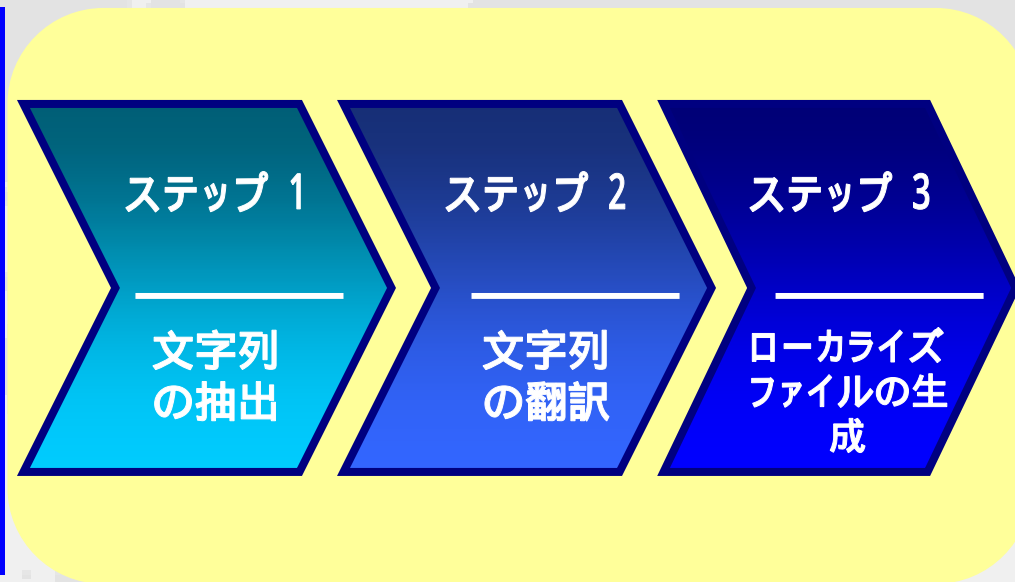 ステップ 1
文字列
の抽出
ステップ 2
文字列
の翻訳
ステップ 3
ローカライズ
ファイルの生
成